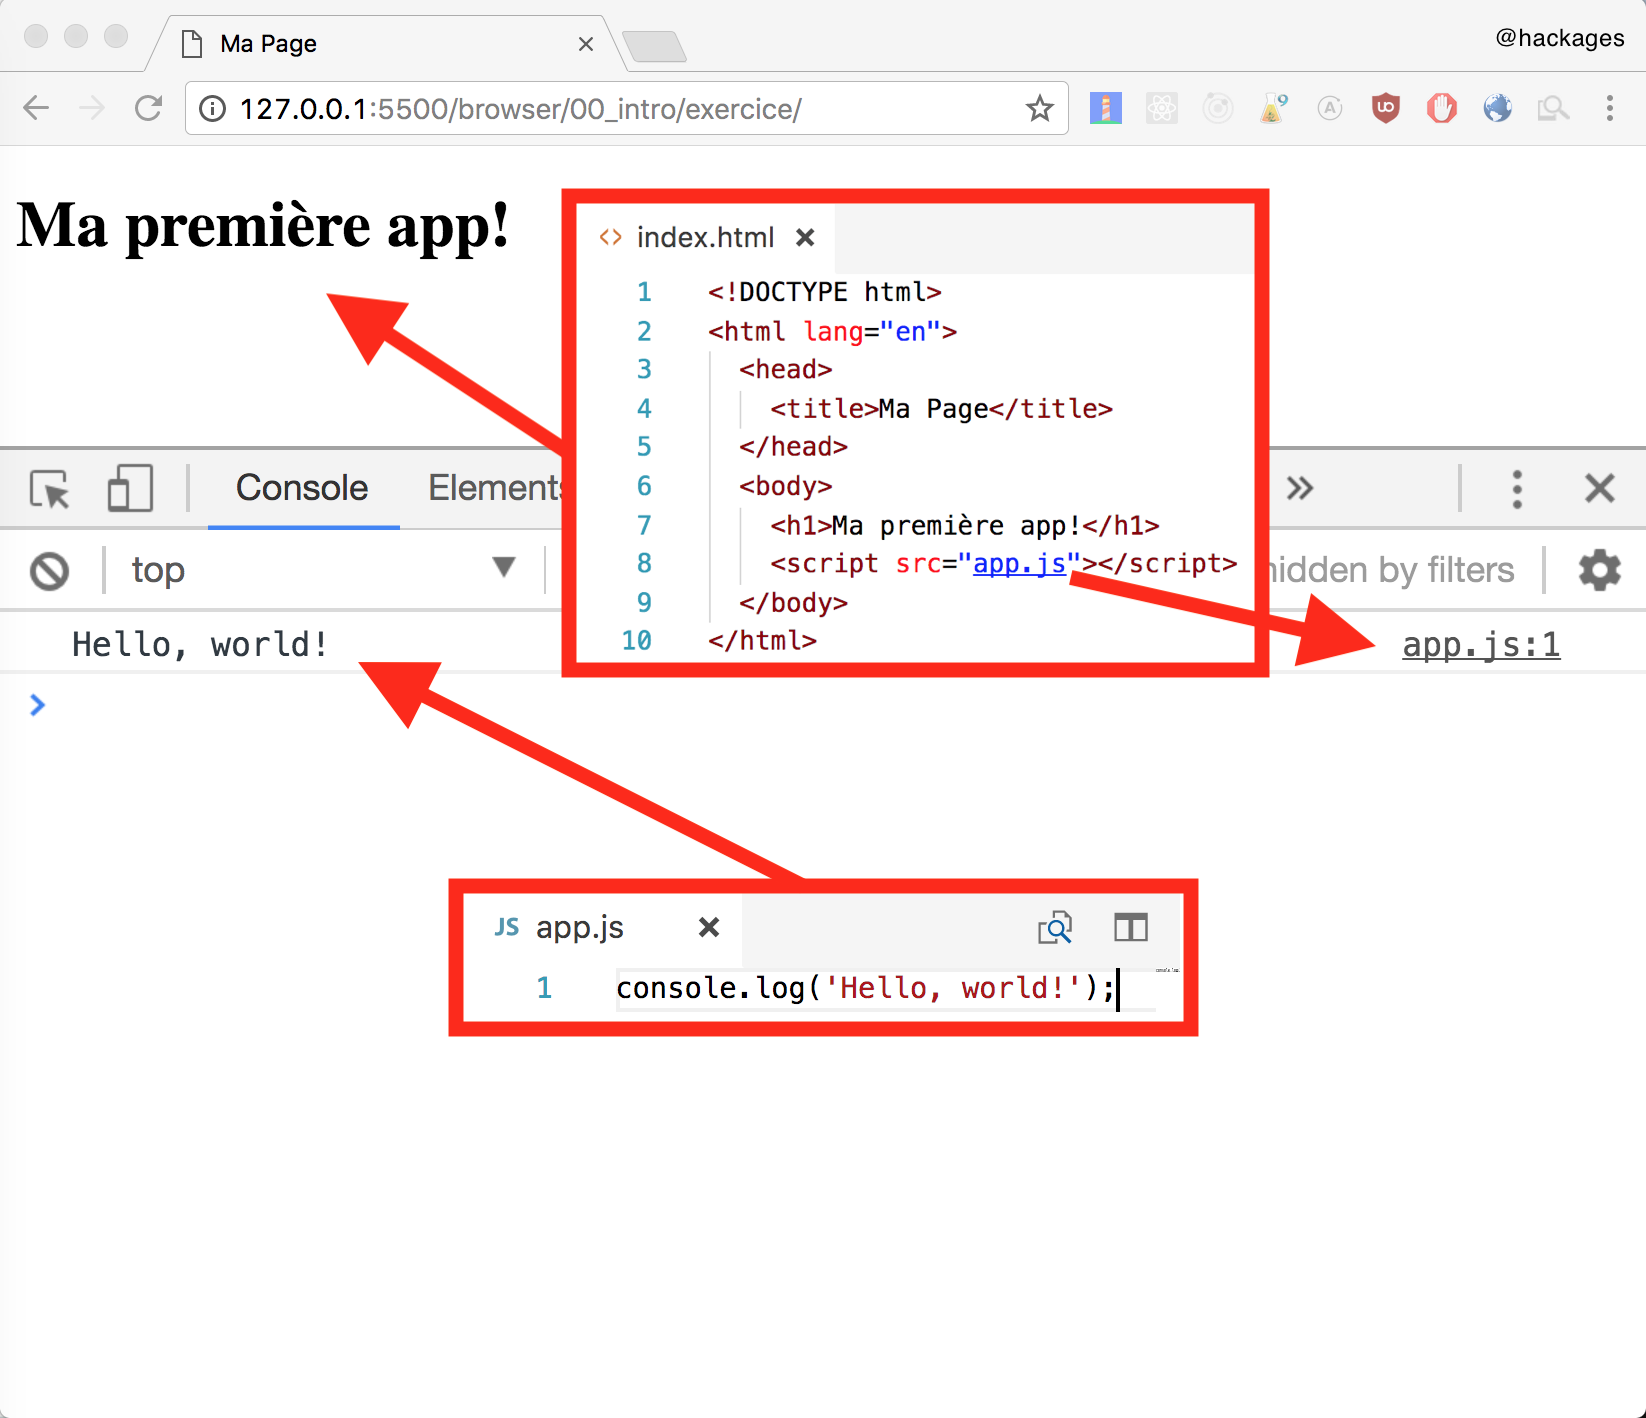 Ma Page
@hackages
127.0.0.1:5500/browser/00_intro/exercice/
Ma première app!
index.html
1 <!DOCTYPE html>
2 <html lang="en">
3 <head>
4 <title>Ma Page</title>
5 </head>
6 <body>
7 <h1>Ma première app!</h1>
8 <script src="app.js"></script>
9 </body>
10 </html>
Console Elements
top hidden by filters
Hello, world! app.js:1
JS app.js
1 console.log('Hello, world!');